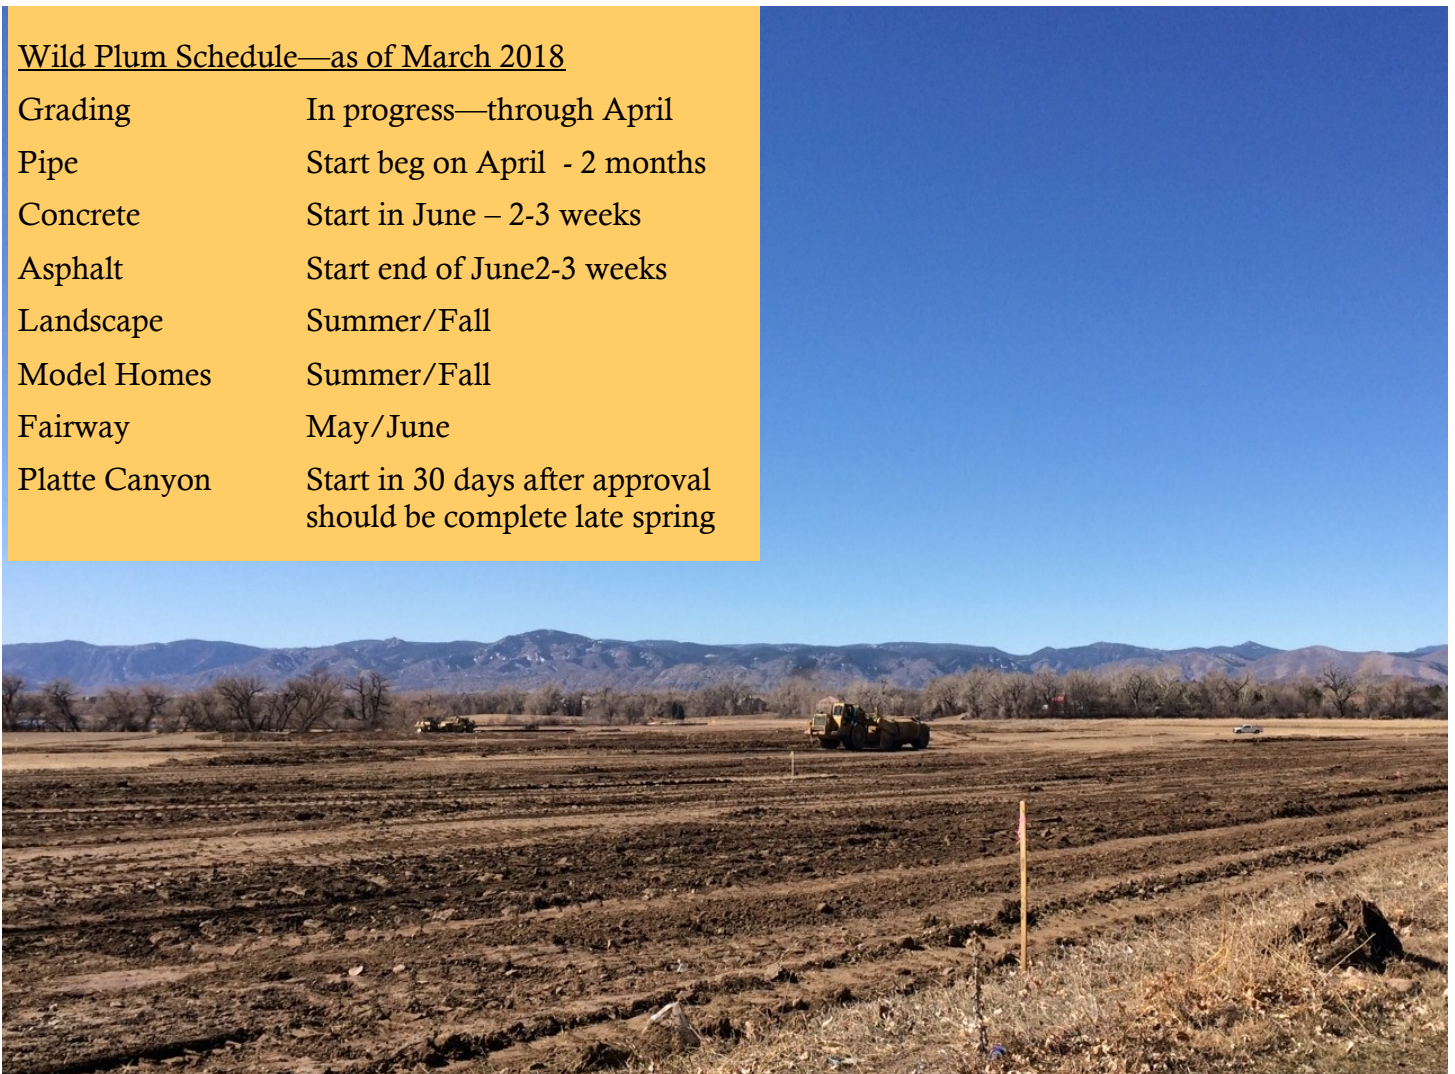 Wild Plum Schedule—as of March 2018
Grading In progress—through April
Pipe Start beg on April - 2 months
Concrete Start in June – 2-3 weeks
Asphalt Start end of June2-3 weeks
Landscape Summer/Fall
Model Homes Summer/Fall
Fairway May/June
Platte Canyon Start in 30 days after approval
should be complete late spring